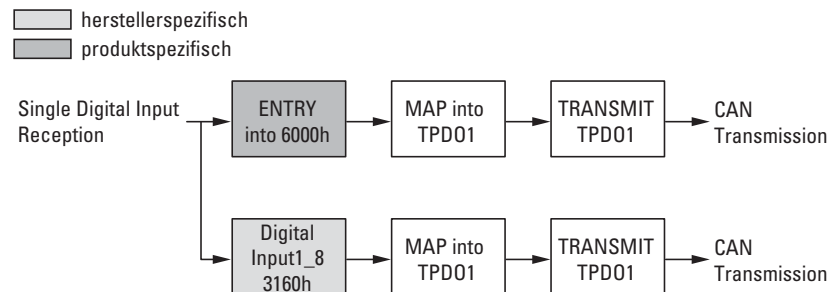 herstellerspezifisch
produktspezifisch
Single Digital Input
Reception
ENTRY
into 6000h
MAP into
TPDO1
TRANSMIT
TPDO1
CAN
Transmission
Digital
Input1_8
3160h
MAP into
TPDO1
TRANSMIT
TPDO1
CAN
Transmission